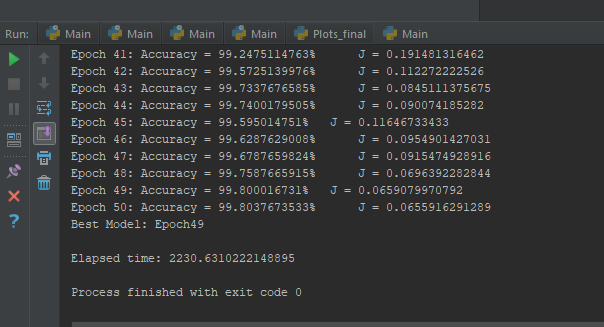 Run: Main Main Main Main Plots_final Main
Epoch 41: Accuracy = 99.2475114763% J = 0.191481316462
Epoch 42: Accuracy = 99.5725139976% J = 0.112272222526
Epoch 43: Accuracy = 99.7337676585% J = 0.0845111375675
Epoch 44: Accuracy = 99.7400179505% J = 0.090074185282
Epoch 45: Accuracy = 99.595014751% J = 0.11646733433
Epoch 46: Accuracy = 99.6287629008% J = 0.0954901427031
Epoch 47: Accuracy = 99.6787659824% J = 0.0915474928916
Epoch 48: Accuracy = 99.7587665915% J = 0.0696392282844
Epoch 49: Accuracy = 99.800016731% J = 0.0659079970792
Epoch 50: Accuracy = 99.8037673533% J = 0.0655916291289
Best Model: Epoch49
Elapsed time: 2230.6310222148895
Process finished with exit code 0